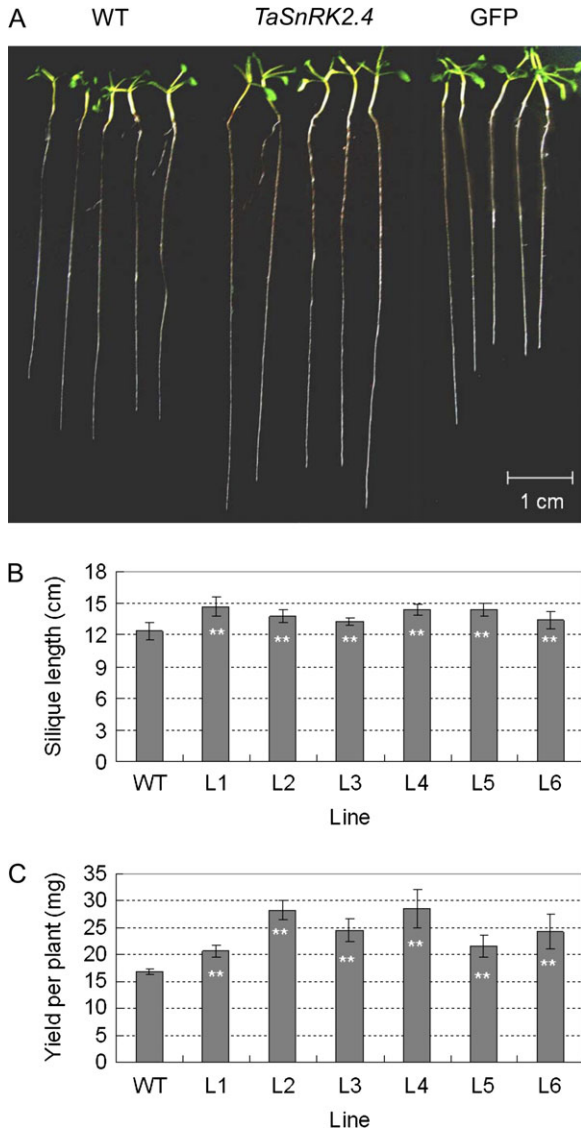 A WT TaSnRK2.4 GFP
1 cm
B
Silique length (cm)
18
15
12
9
6
3
0
** ** ** ** ** **
WT L1 L2 L3 L4 L5 L6
Line
C
Yield per plant (mg)
35
30
25
20
15
10
5
0
** ** ** ** ** **
WT L1 L2 L3 L4 L5 L6
Line